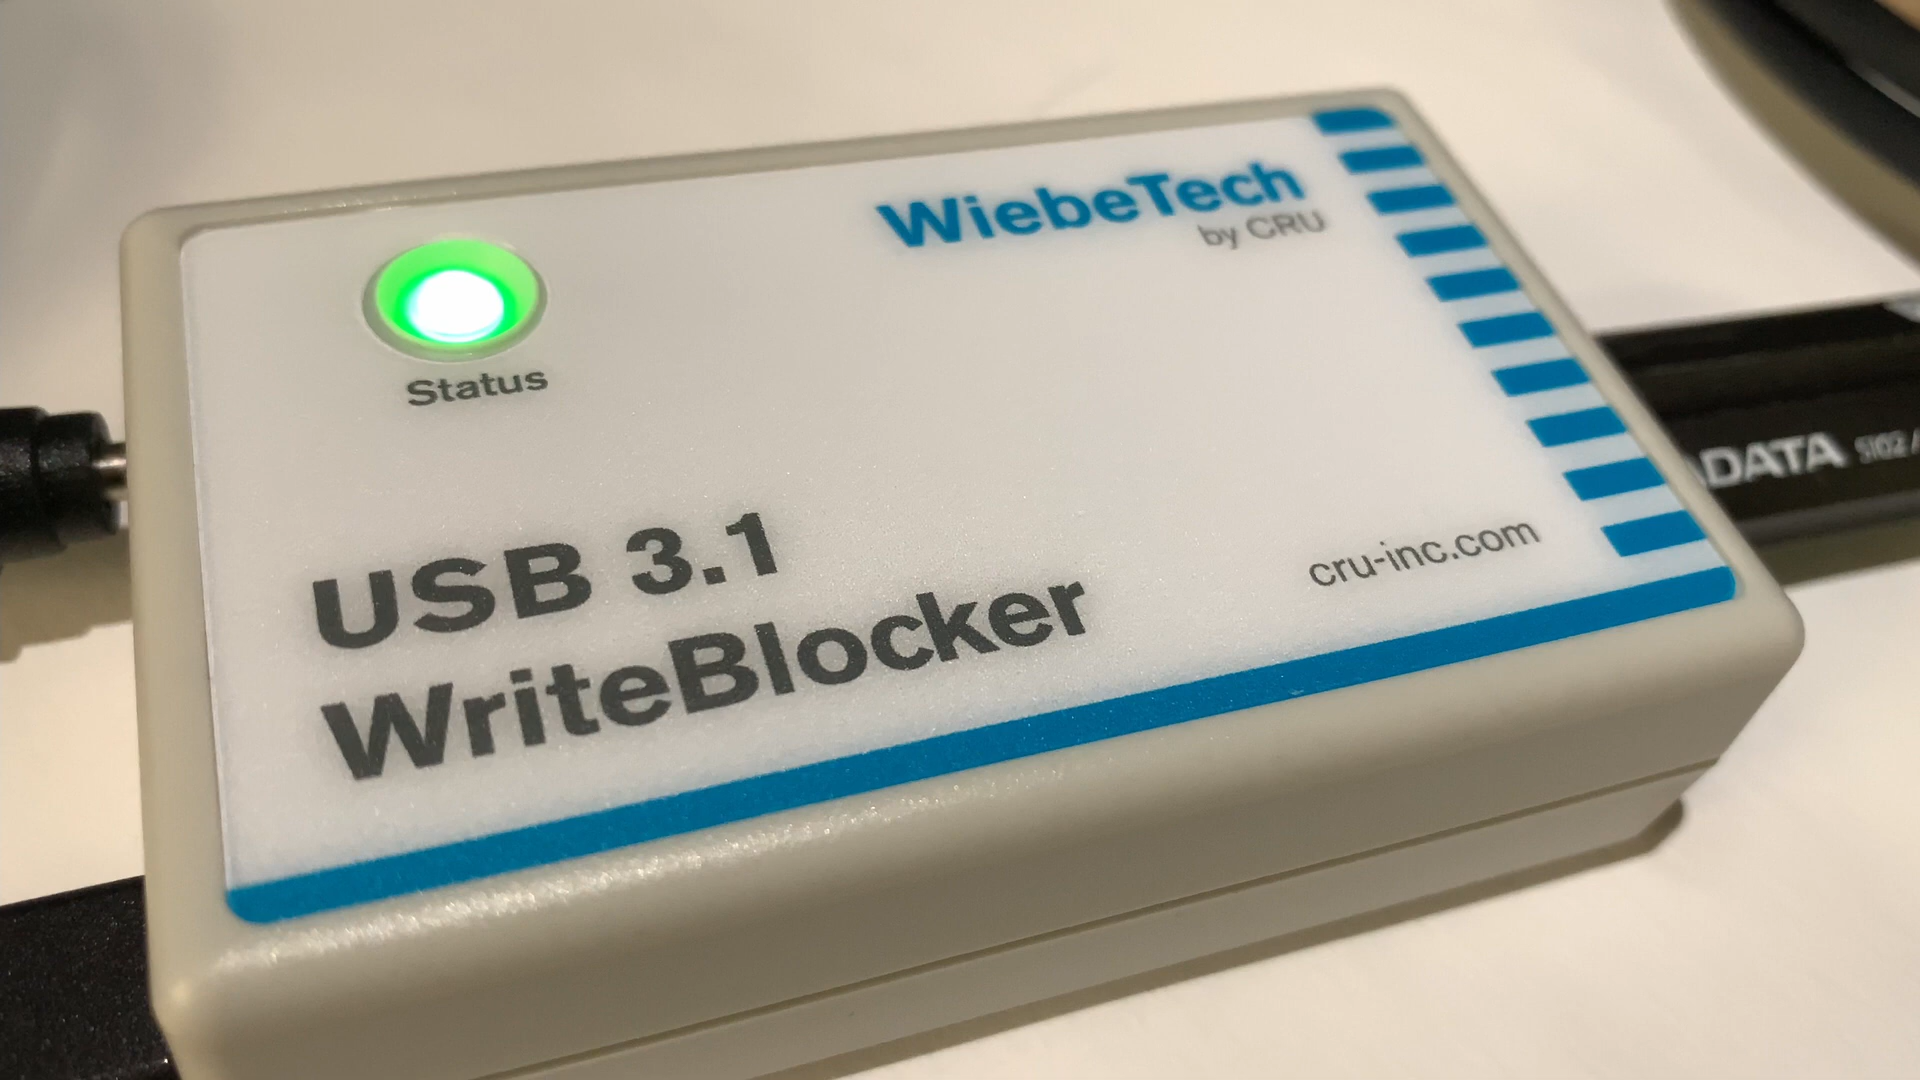 WiebeTech
by CRU
Status
USB 3.1
WriteBlocker
cru-inc.com
ADATA